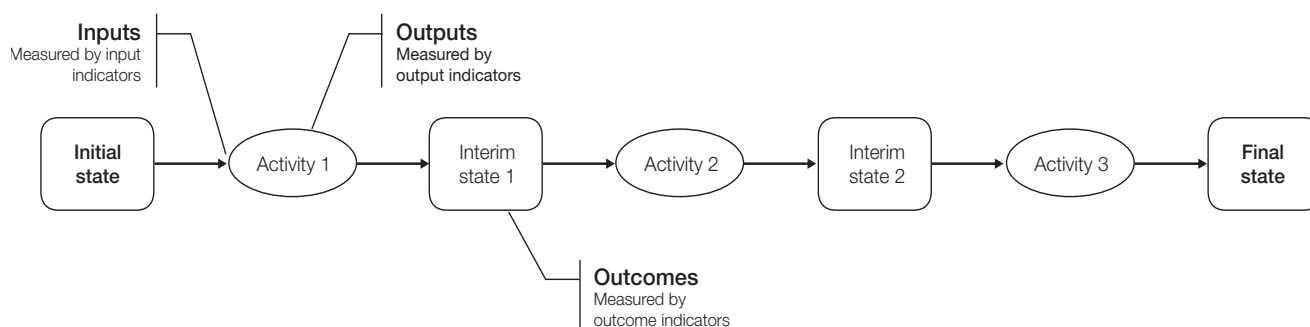 Inputs
Measured by input
indicators
Outputs
Measured by
output indicators
Initial
state
Activity 1
Interim
state 1
Activity 2
Interim
state 2
Activity 3
Final
state
Outcomes
Measured by
outcome indicators